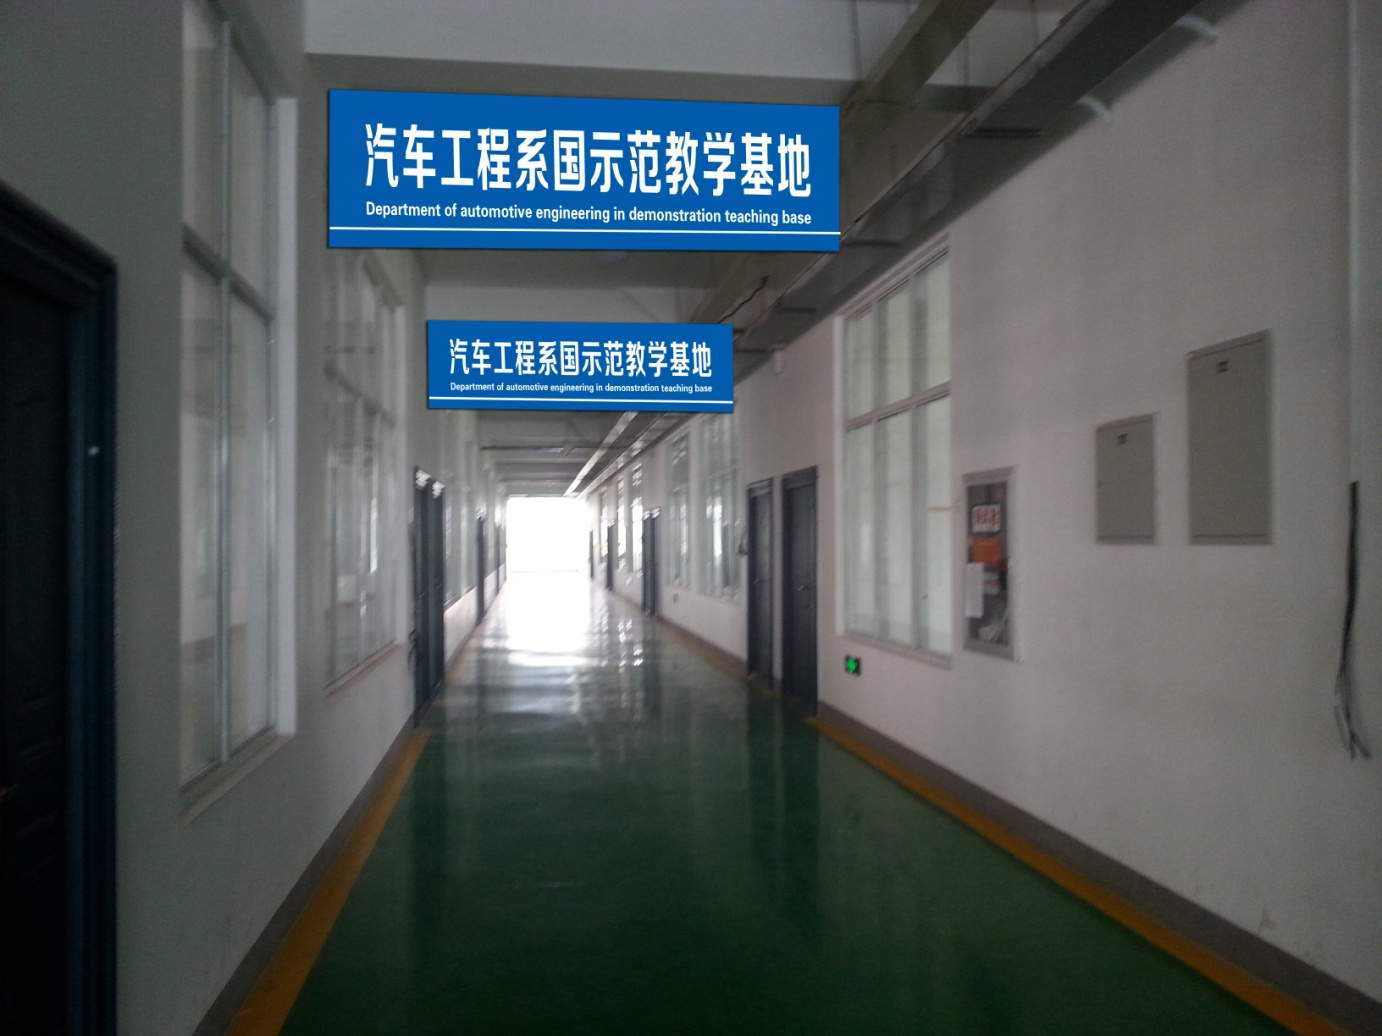 汽车工程系国示范教学基地
Department of automotive engineering in demonstration teaching base
汽车工程系国示范教学基地
Department of automotive engineering in demonstration teaching base